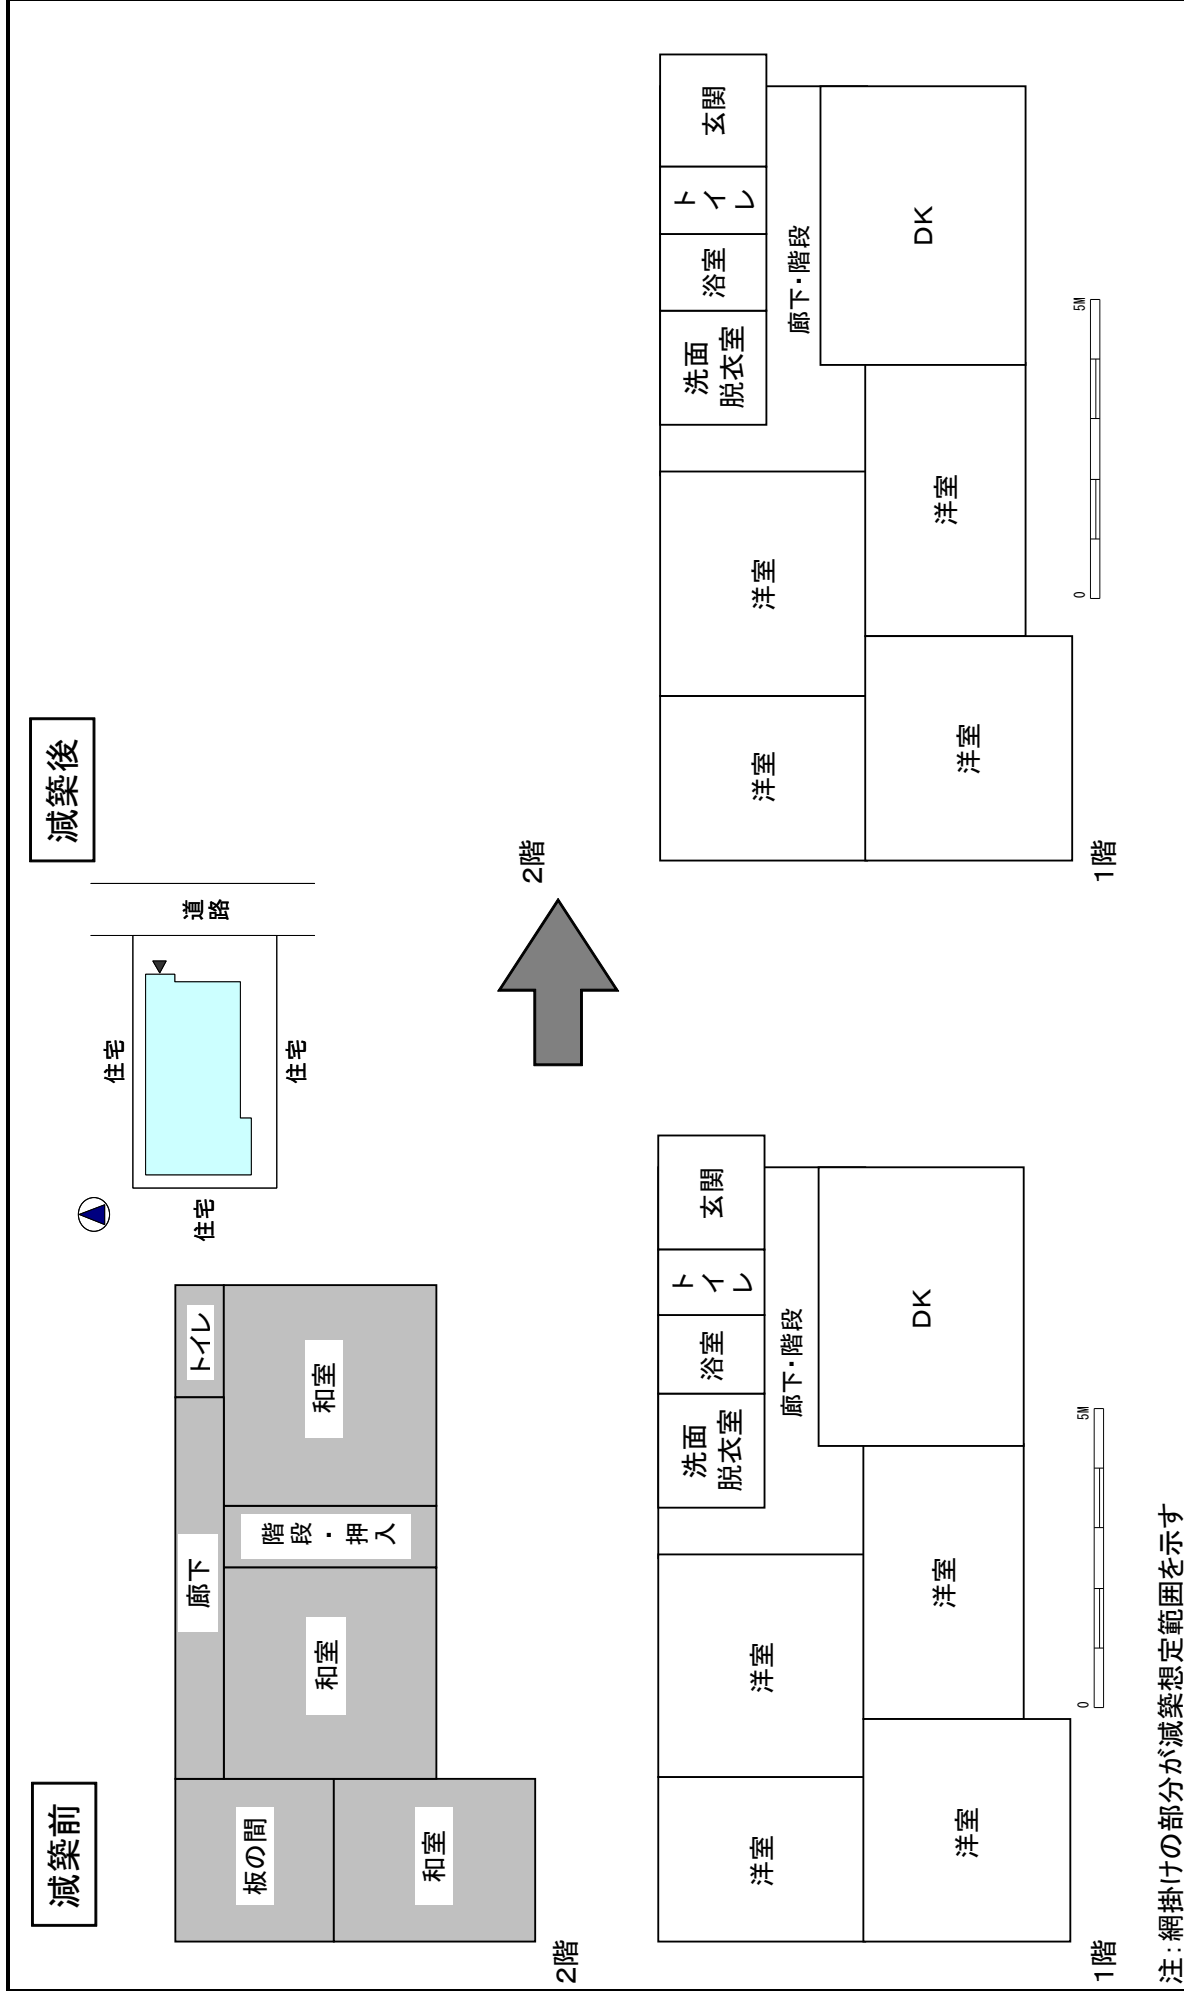 減築前
板の間
和室
廊下
和室
階段・押入
トイレ
和室
2階
住宅
住宅
住宅
道路
洋室
洋室
洋室
洋室
洗面
脱衣室
浴室
トイレ
玄関
廊下・階段
DK
0
5M
1階
注：網掛けの部分が減築想定範囲を示す
減築後
2階
洋室
洋室
洋室
洋室
洗面
脱衣室
浴室
トイレ
玄関
廊下・階段
DK
0
5M
1階